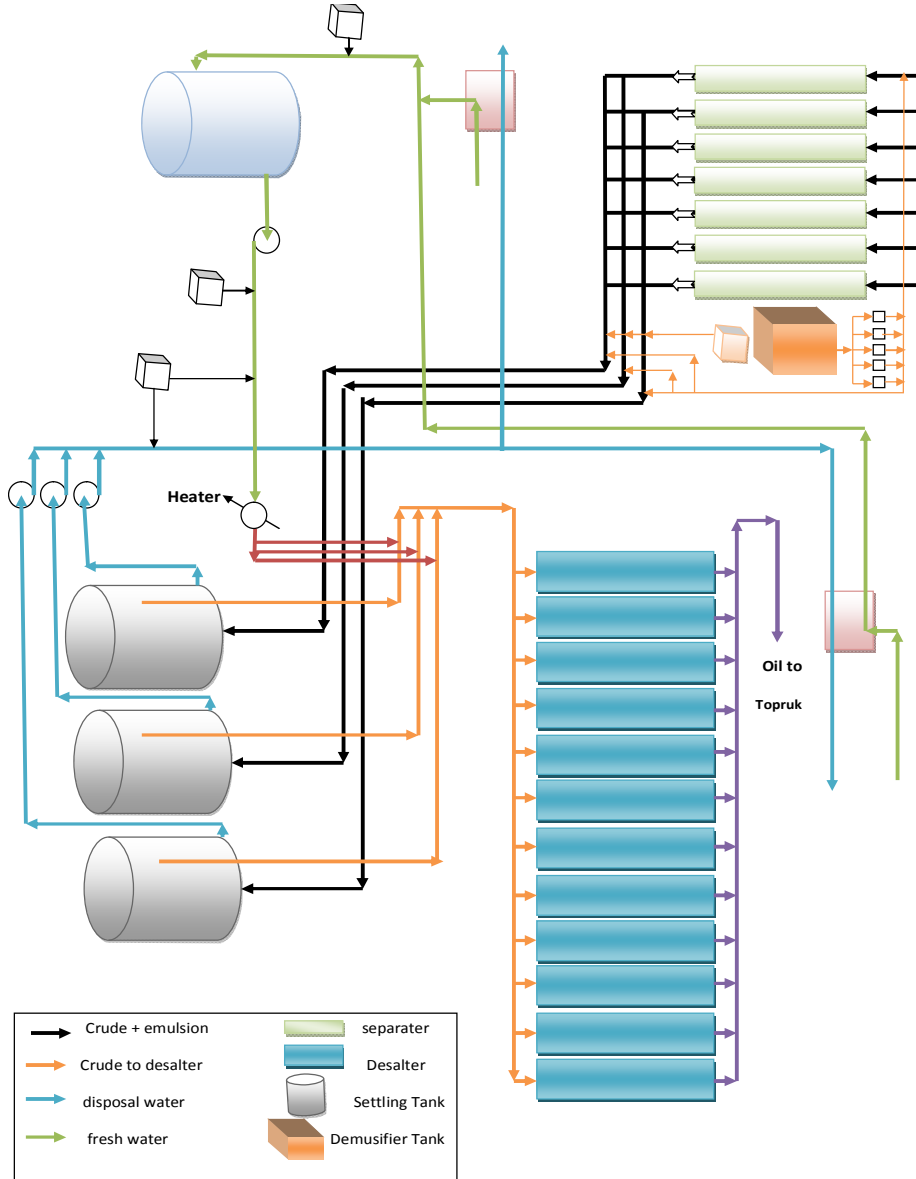 Heater
Oil to
Topruk
Crude + emulsion
separater
Crude to desalter
Desalter
disposal water
Settling Tank
fresh water
Demusifier Tank